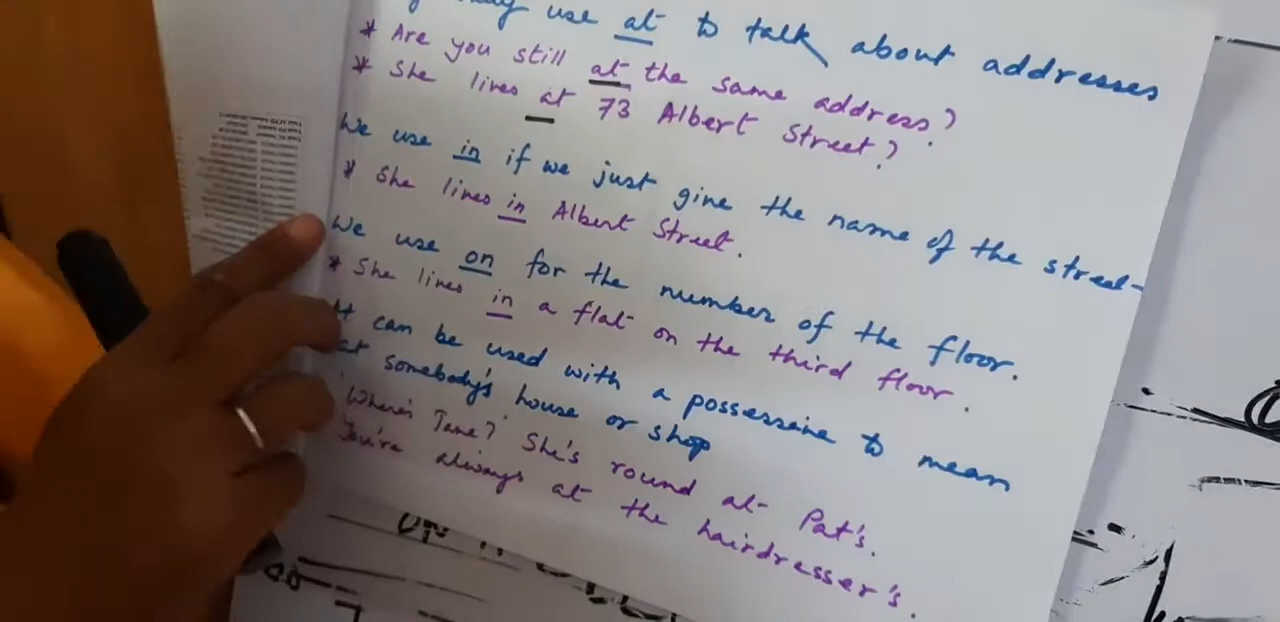 use at to talk about addresses
* Are you still at the same address?
* She lives at 73 Albert Street?
We use in if we just give the name of the street
* She lives in Albert Street.
We use on for the number of the floor.
* She lives in a flat on the third floor.
At can be used with a possessive to mean
at somebody's house or shop
'Where's Jane?' She's round at Pat's.
You're always at the hairdresser's.